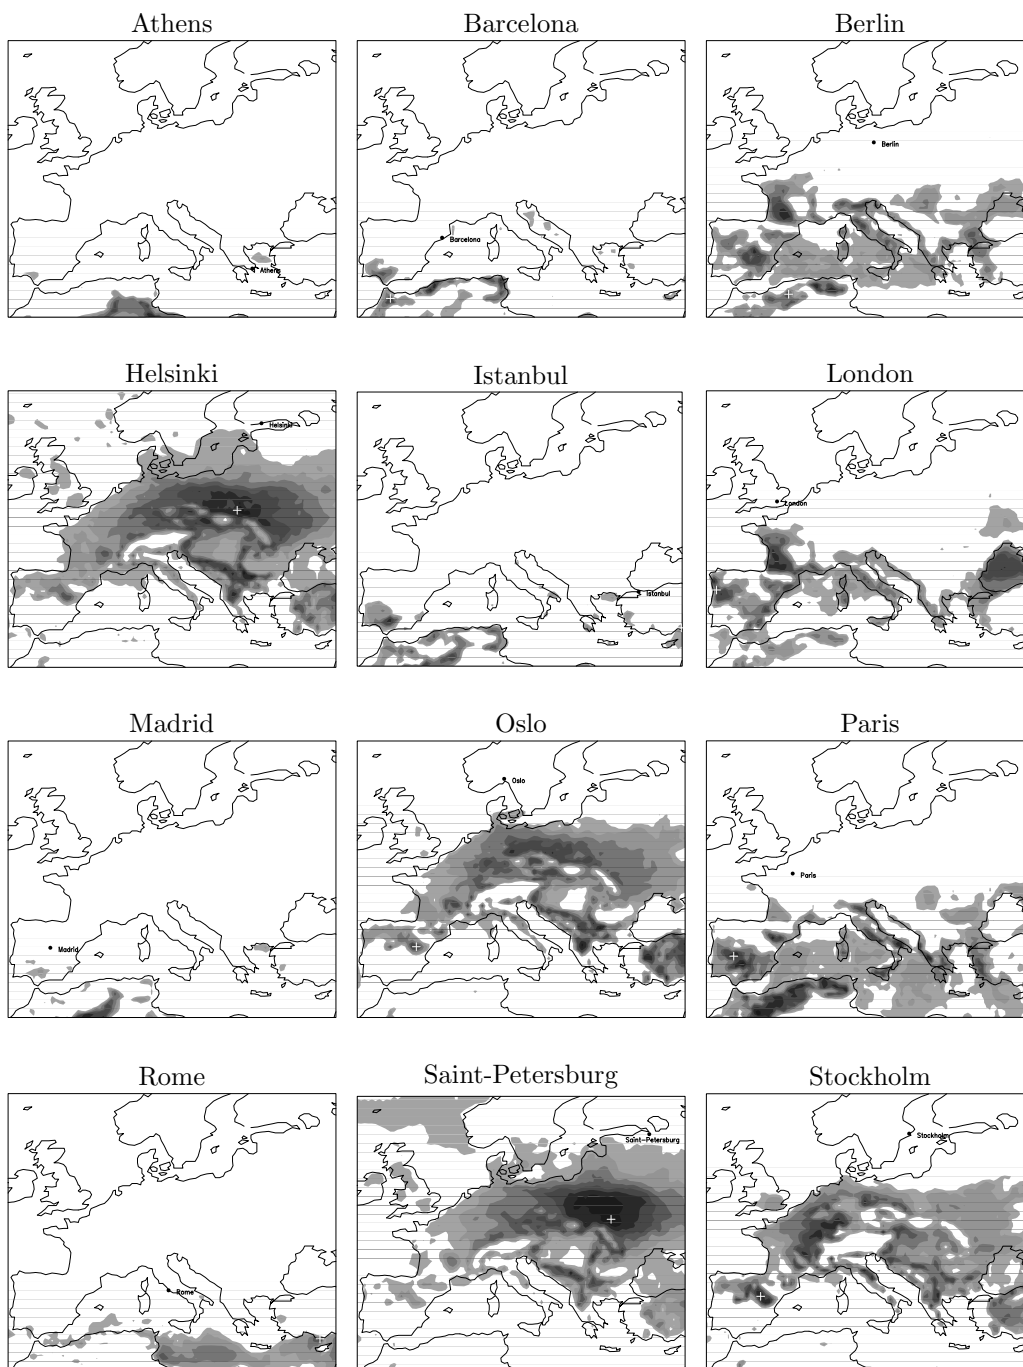 Athens Barcelona Berlin
Berlin
Barcelona
Athens
Helsinki Istanbul London
Helsinki
London
Istanbul
Madrid Oslo Paris
Oslo
Paris
Madrid
Rome Saint-Petersburg Stockholm
Saint-Petersburg
Stockholm
Rome